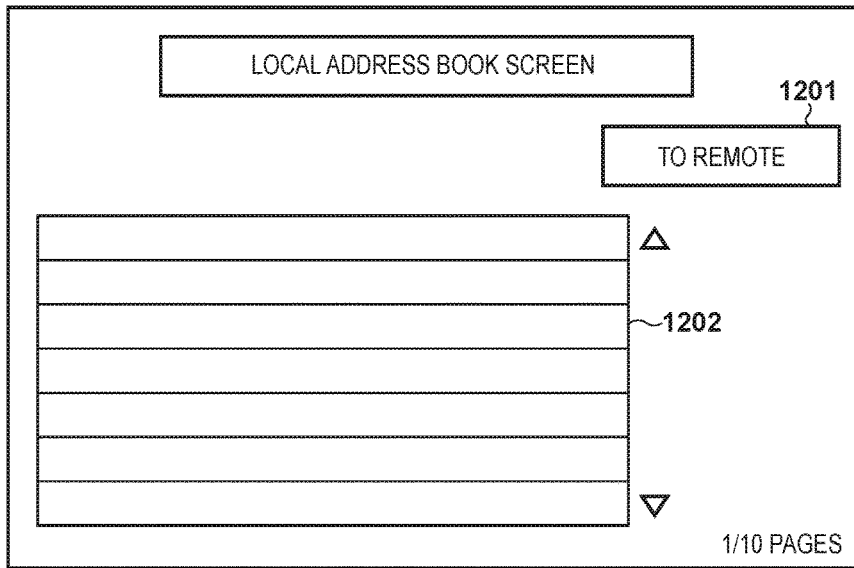 LOCAL ADDRESS BOOK SCREEN
1201
TO REMOTE
1202
1/10 PAGES